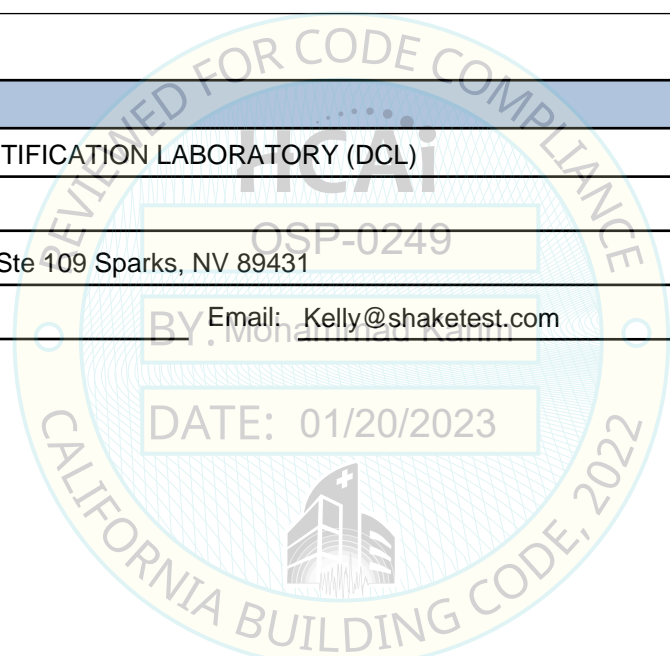 REVIEWED FOR CODE COMPLIANCE
HCAi
TIFICATION LABORATORY (DCL)
OSP-0249
Ste 109 Sparks, NV 89431
Email: Kelly@shaketest.com
BY: Mohammad Karim
DATE: 01/20/2023
CALIFORNIA BUILDING CODE, 2022